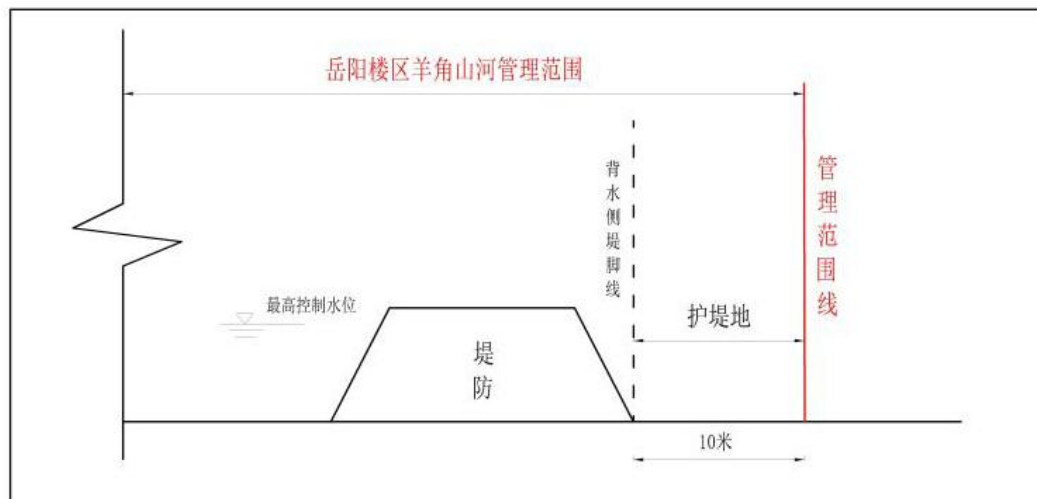 岳阳楼区羊角山河管理范围
背水侧堤脚线
管理范围线
最高控制水位
护堤地
堤防
10米